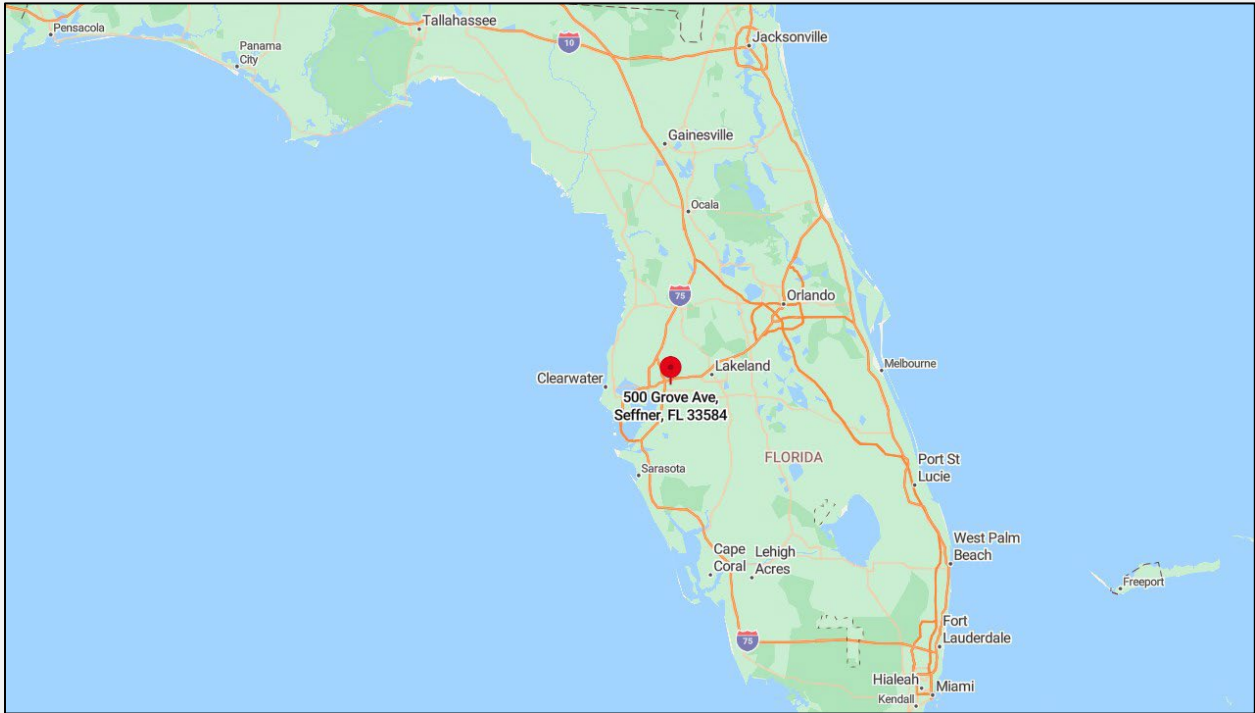 Pensacola
Tallahassee
Jacksonville
10
Panama
City
Gainesville
Ocala
75
Orlando
Clearwater
Lakeland
Melbourne
500 Grove Ave,
Seffner, FL 33584
Sarasota
FLORIDA
Port St
Lucie
West Palm
Beach
Cape
Coral
Lehigh
Acres
Freeport
75
Fort
Lauderdale
Hialeah
Miami
Kendall